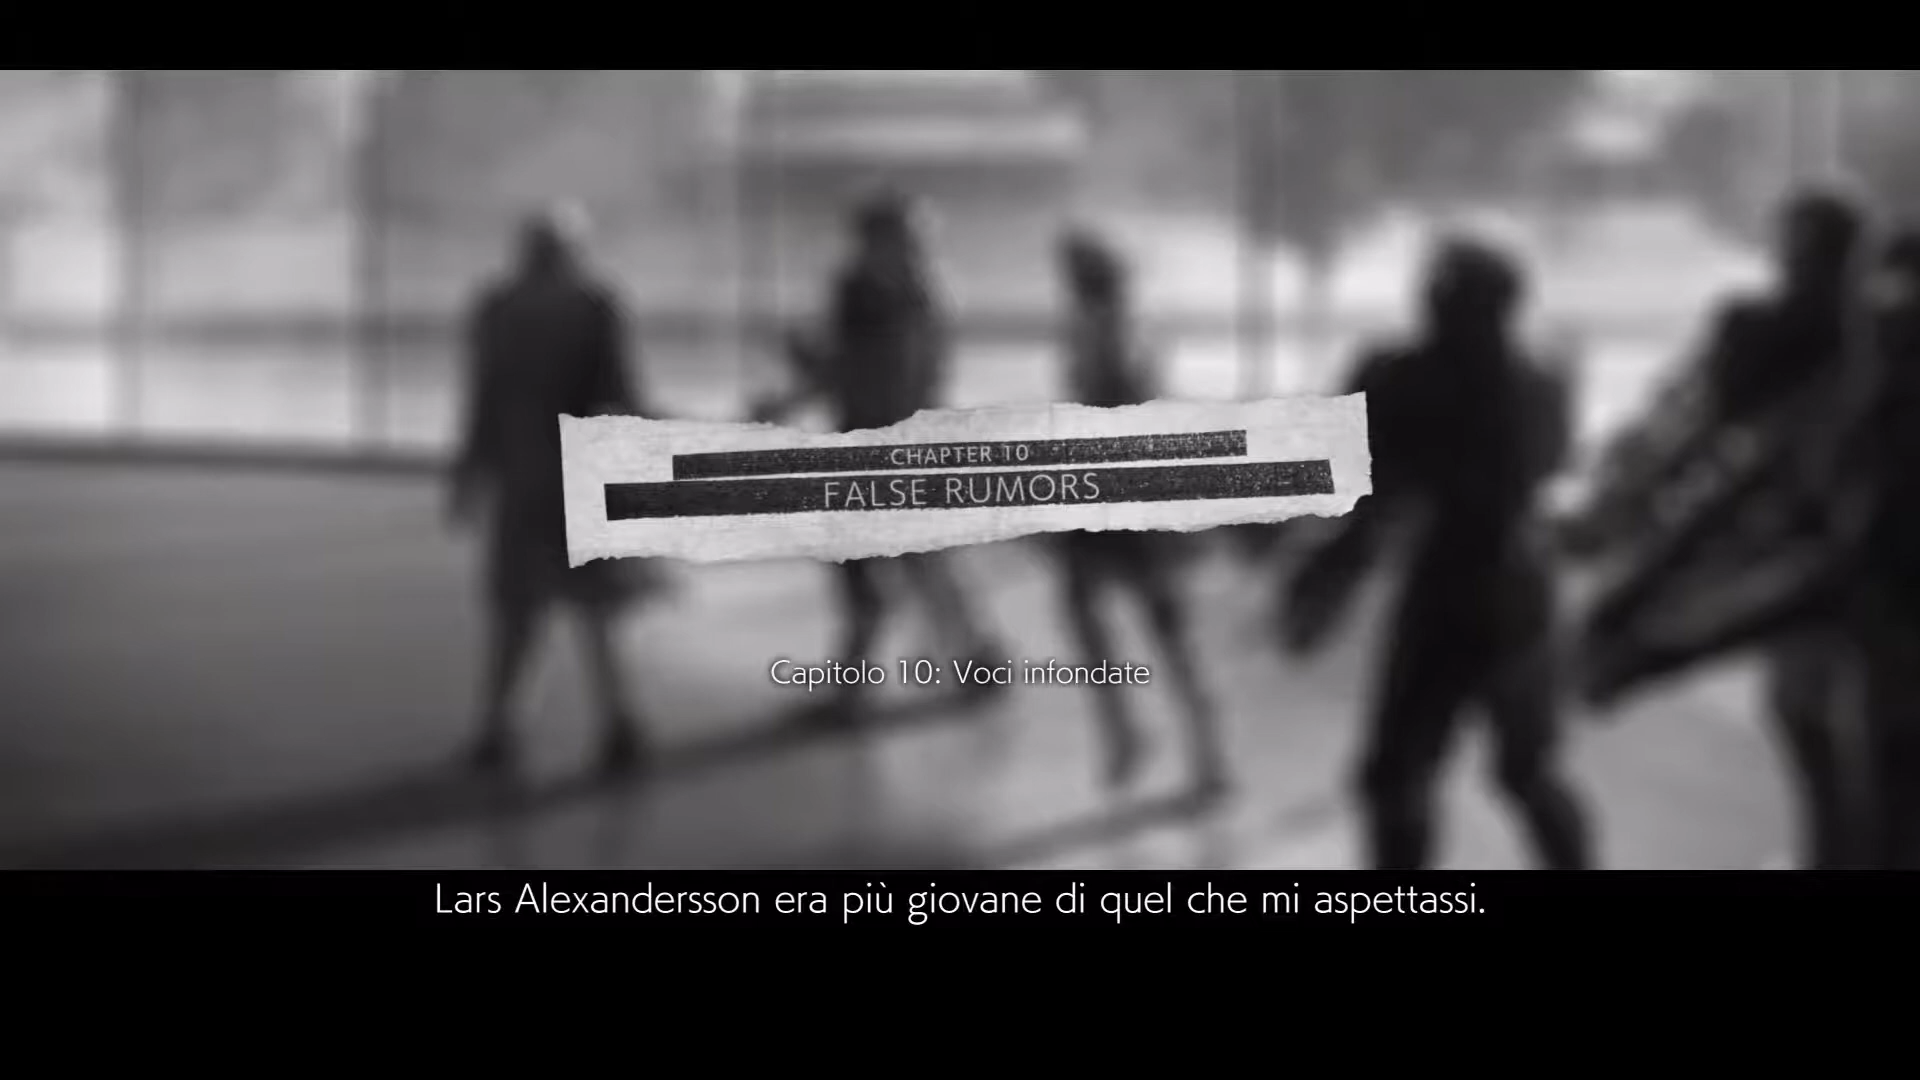 CHAPTER 10
FALSE RUMORS
Capitolo 10: Voci infondate
Lars Alexandersson era più giovane di quel che mi aspettassi.